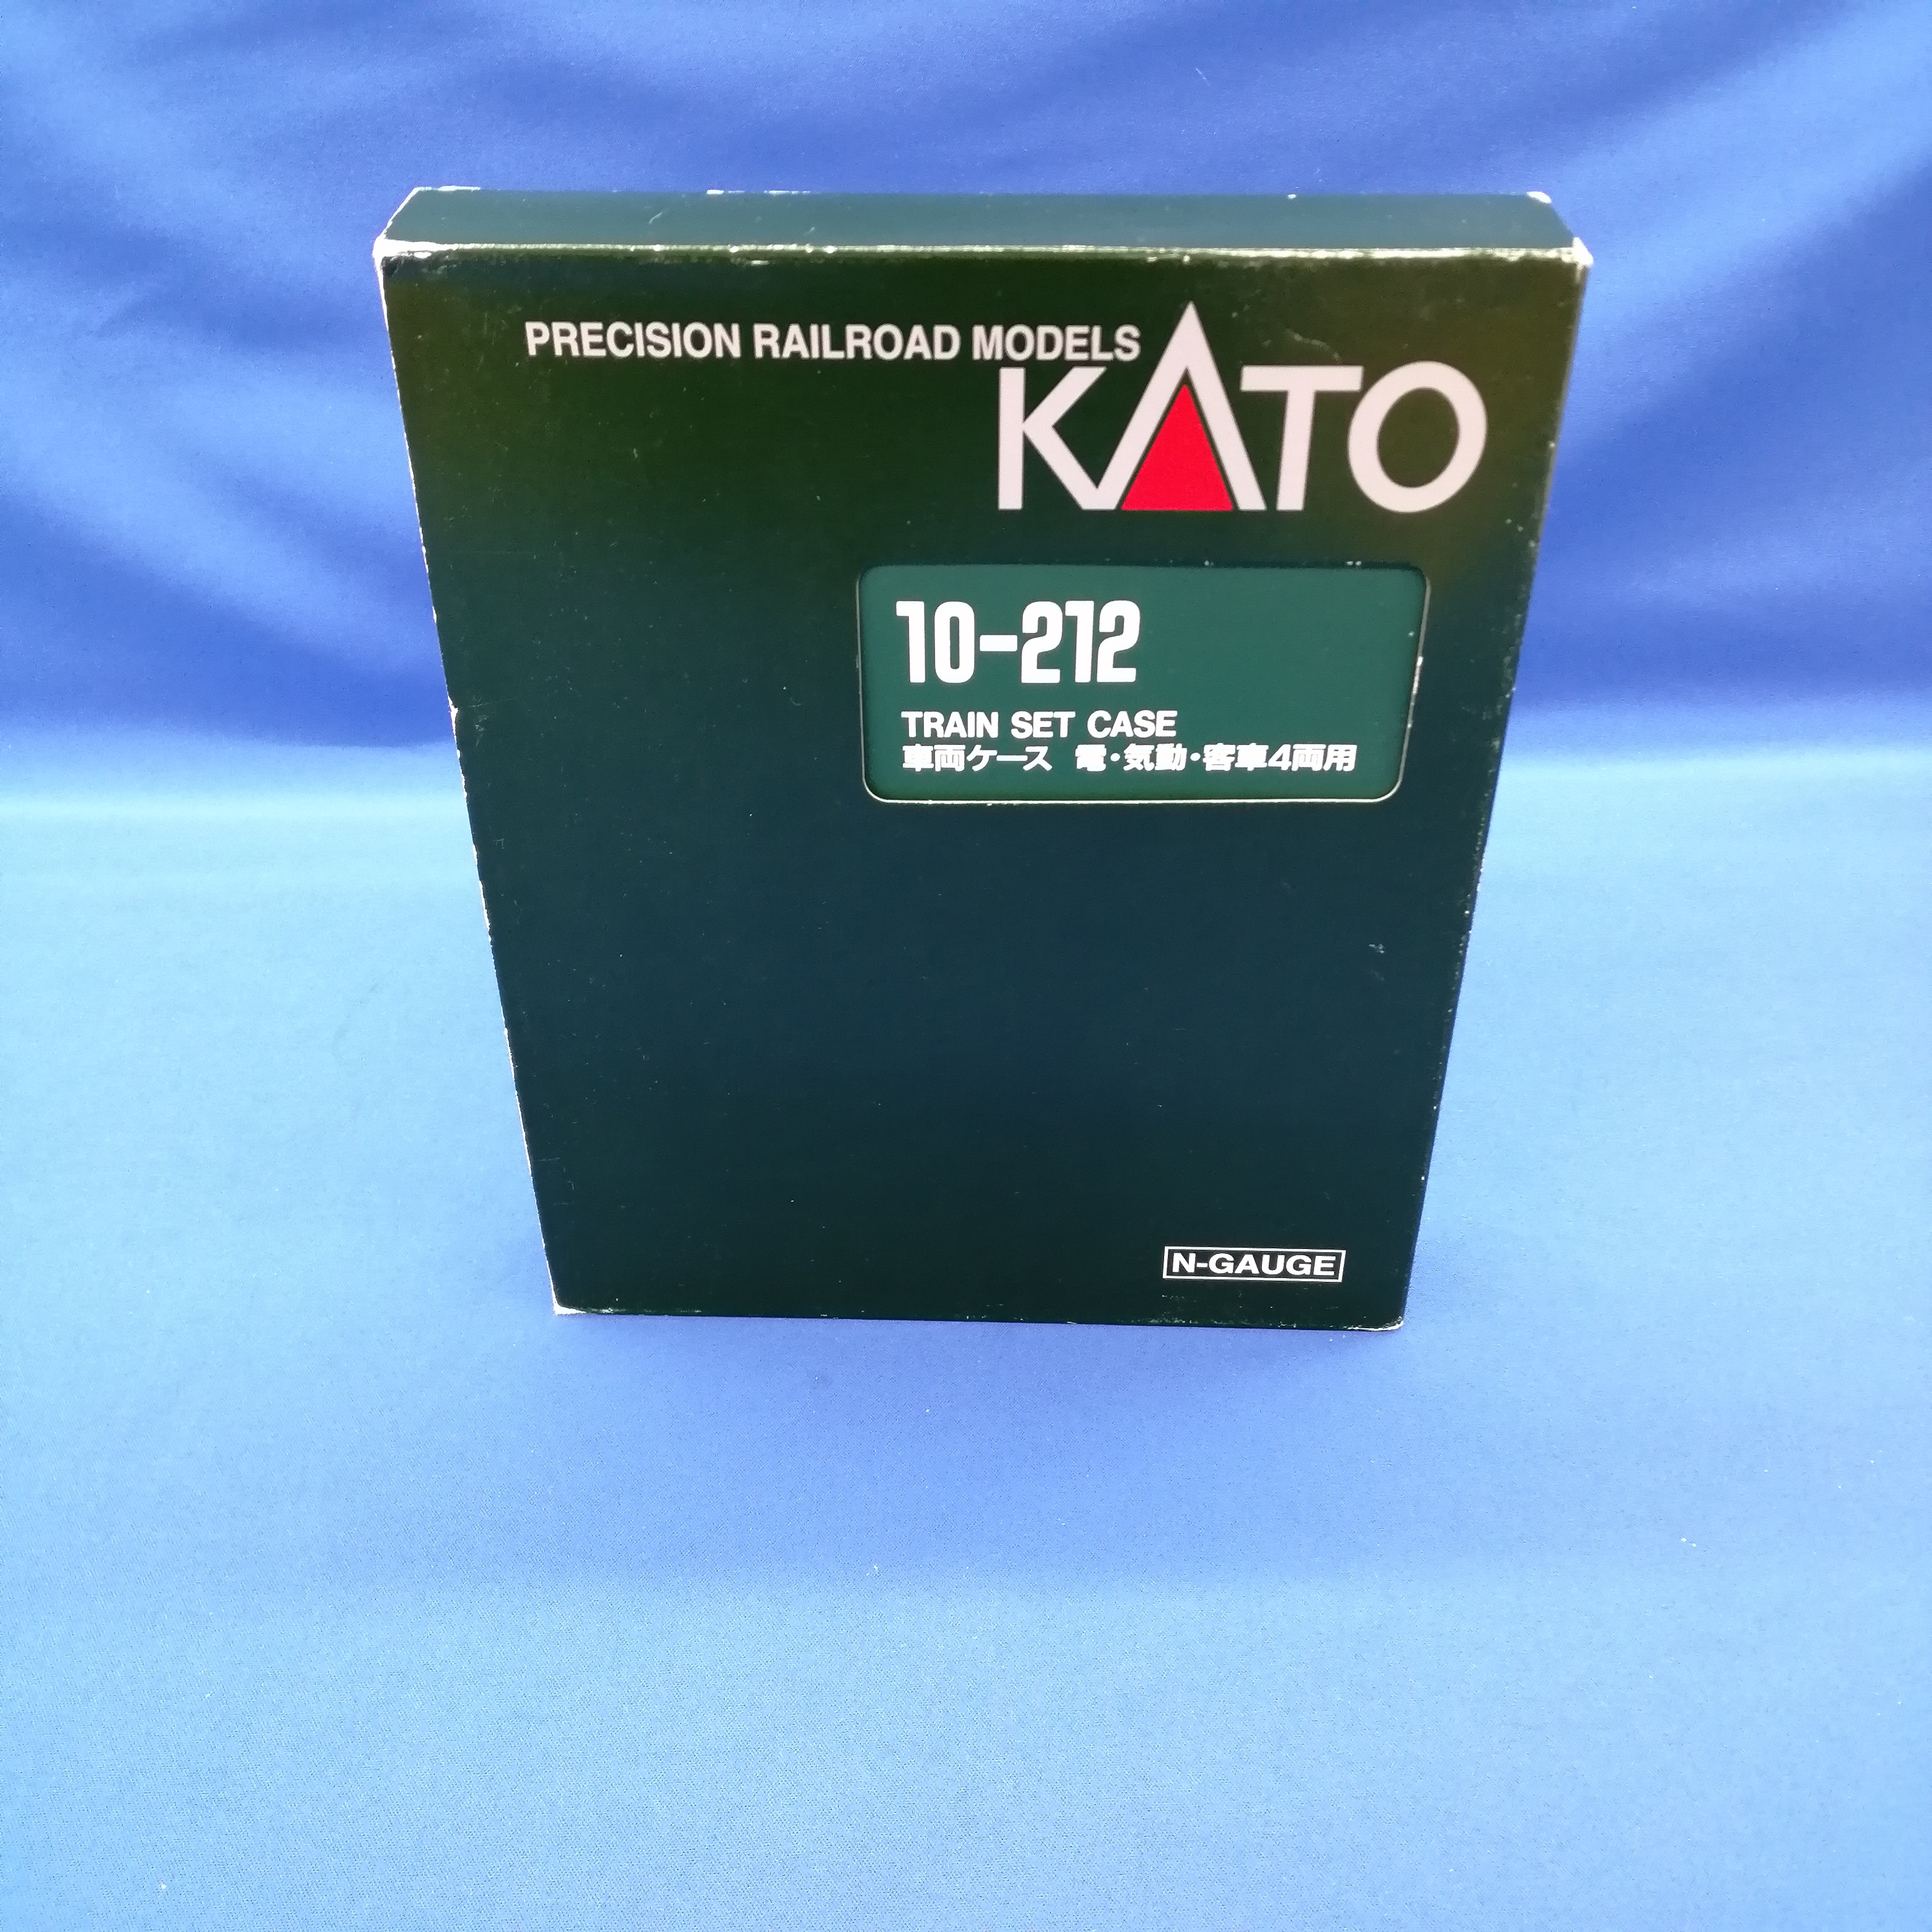 PRECISION RAILROAD MODELS
KATO
10-212
TRAIN SET CASE
車両ケース 電・気動・客車4両用
N-GAUGE